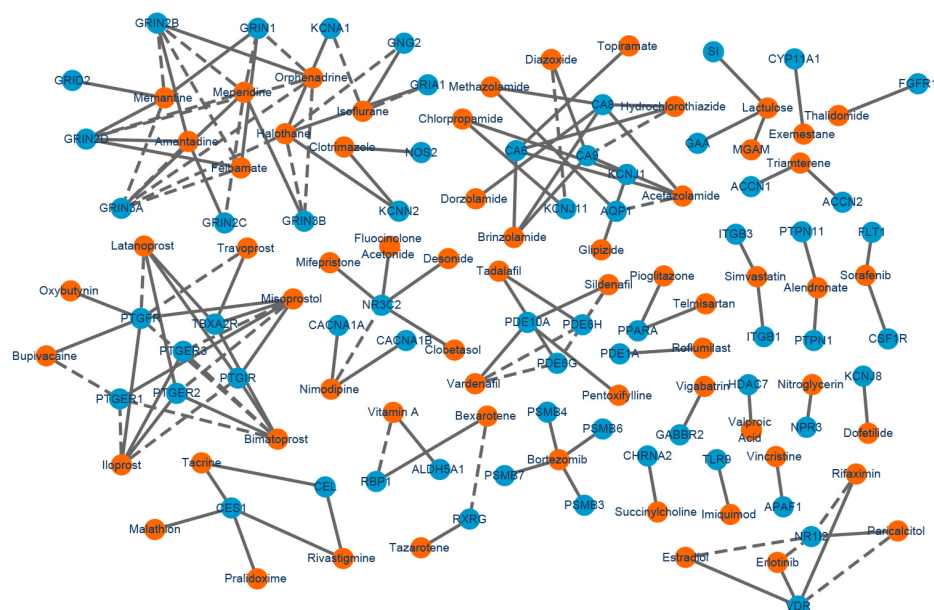 GRIN2B
GRIN1
KCNA1
GNG2
GRID2
Memantine
Meperidine
Orphenadrine
Isoflurane
GRIA1
GRIN2D
Amantadine
Halothane
Clotrimazole
NOS2
Felbamate
GRIN3A
GRIN2C
GRIN3B
KCNN2
Topiramate
Diazoxide
Methazolamide
CA8
Hydrochlorothiazide
Chlorpropamide
CA6
CA9
KCNJ1
Dorzolamide
KCNJ11
AQP1
Acetazolamide
Brinzolamide
Glipizide
SI
CYP11A1
FGFR1
Lactulose
Thalidomide
GAA
MGAM
Exemestane
Triamterene
ACCN1
ACCN2
Latanoprost
Travoprost
Oxybutynin
Misoprostol
PTGFR
TBXA2R
Bupivacaine
PTGER3
PTGIR
PTGER1
PTGER2
Iloprost
Bimatoprost
Fluocinolone
Acetonide
Mifepristone
Desonide
NR3C2
CACNA1A
CACNA1B
Clobetasol
Nimodipine
Tadalafil
Sildenafil
PDE10A
PDE6H
PDE6G
Vardenafil
Pentoxifylline
Pioglitazone
Telmisartan
PPARA
PDE1A
Roflumilast
ITGB3
Simvastatin
ITGB1
PTPN11
Alendronate
PTPN1
FLT1
Sorafenib
CSF1R
Vigabatrin
GABBR2
HDAC7
Valproic
Acid
Nitroglycerin
NPR3
KCNJ8
Dofetilide
Tacrine
CEL
CES1
Malathion
Pralidoxime
Rivastigmine
Vitamin A
Bexarotene
RBP1
ALDH5A1
RXRG
Tazarotene
PSMB4
PSMB6
Bortezomib
PSMB7
PSMB3
CHRNA2
Succinylcholine
TLR9
Imiquimod
Vincristine
APAF1
Rifaximin
NR1I2
Paricalcitol
Estradiol
Erlotinib
VDR